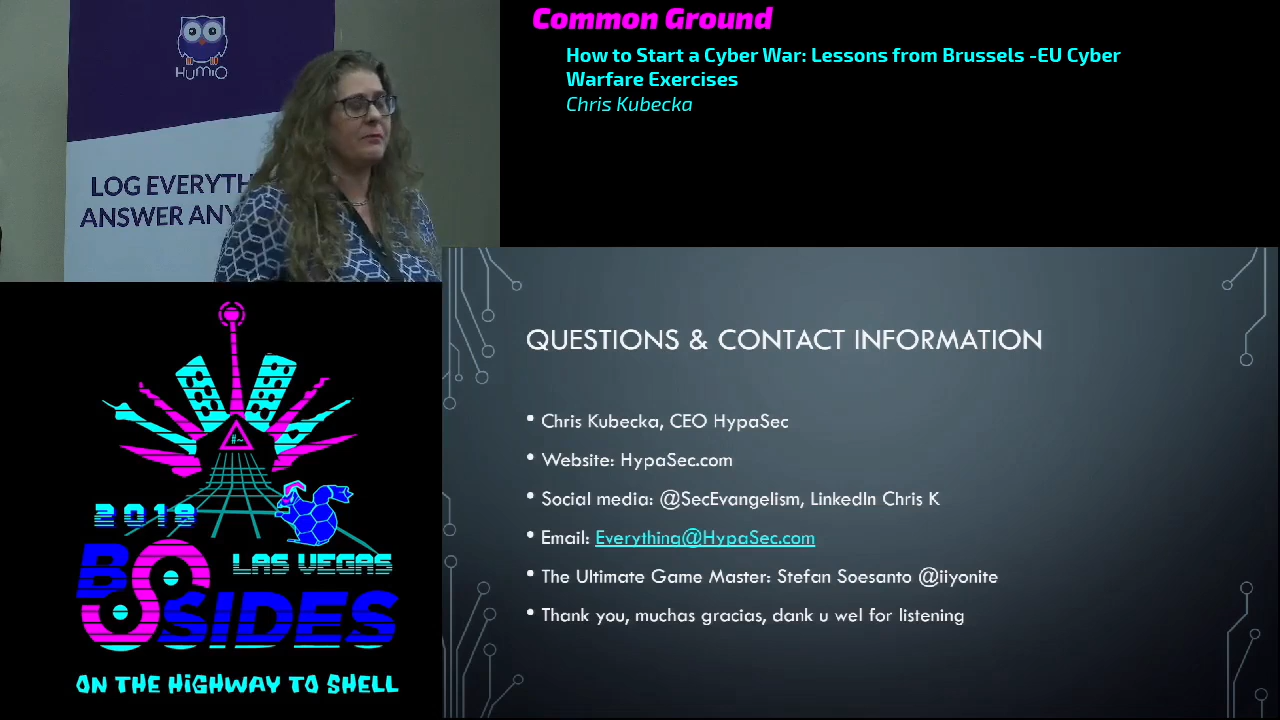 HUMIO
LOG EVERYTH
ANSWER ANY
Common Ground
How to Start a Cyber War: Lessons from Brussels -EU Cyber
Warfare Exercises
Chris Kubecka
QUESTIONS & CONTACT INFORMATION
• Chris Kubecka, CEO HypaSec
• Website: HypaSec.com
• Social media: @SecEvangelism, LinkedIn Chris K
• Email: Everything@HypaSec.com
• The Ultimate Game Master: Stefan Soesanto @iiyonite
• Thank you, muchas gracias, dank u wel for listening
#~
2019
LAS VEGAS
BSIDES
ON THE HIGHWAY TO SHELL